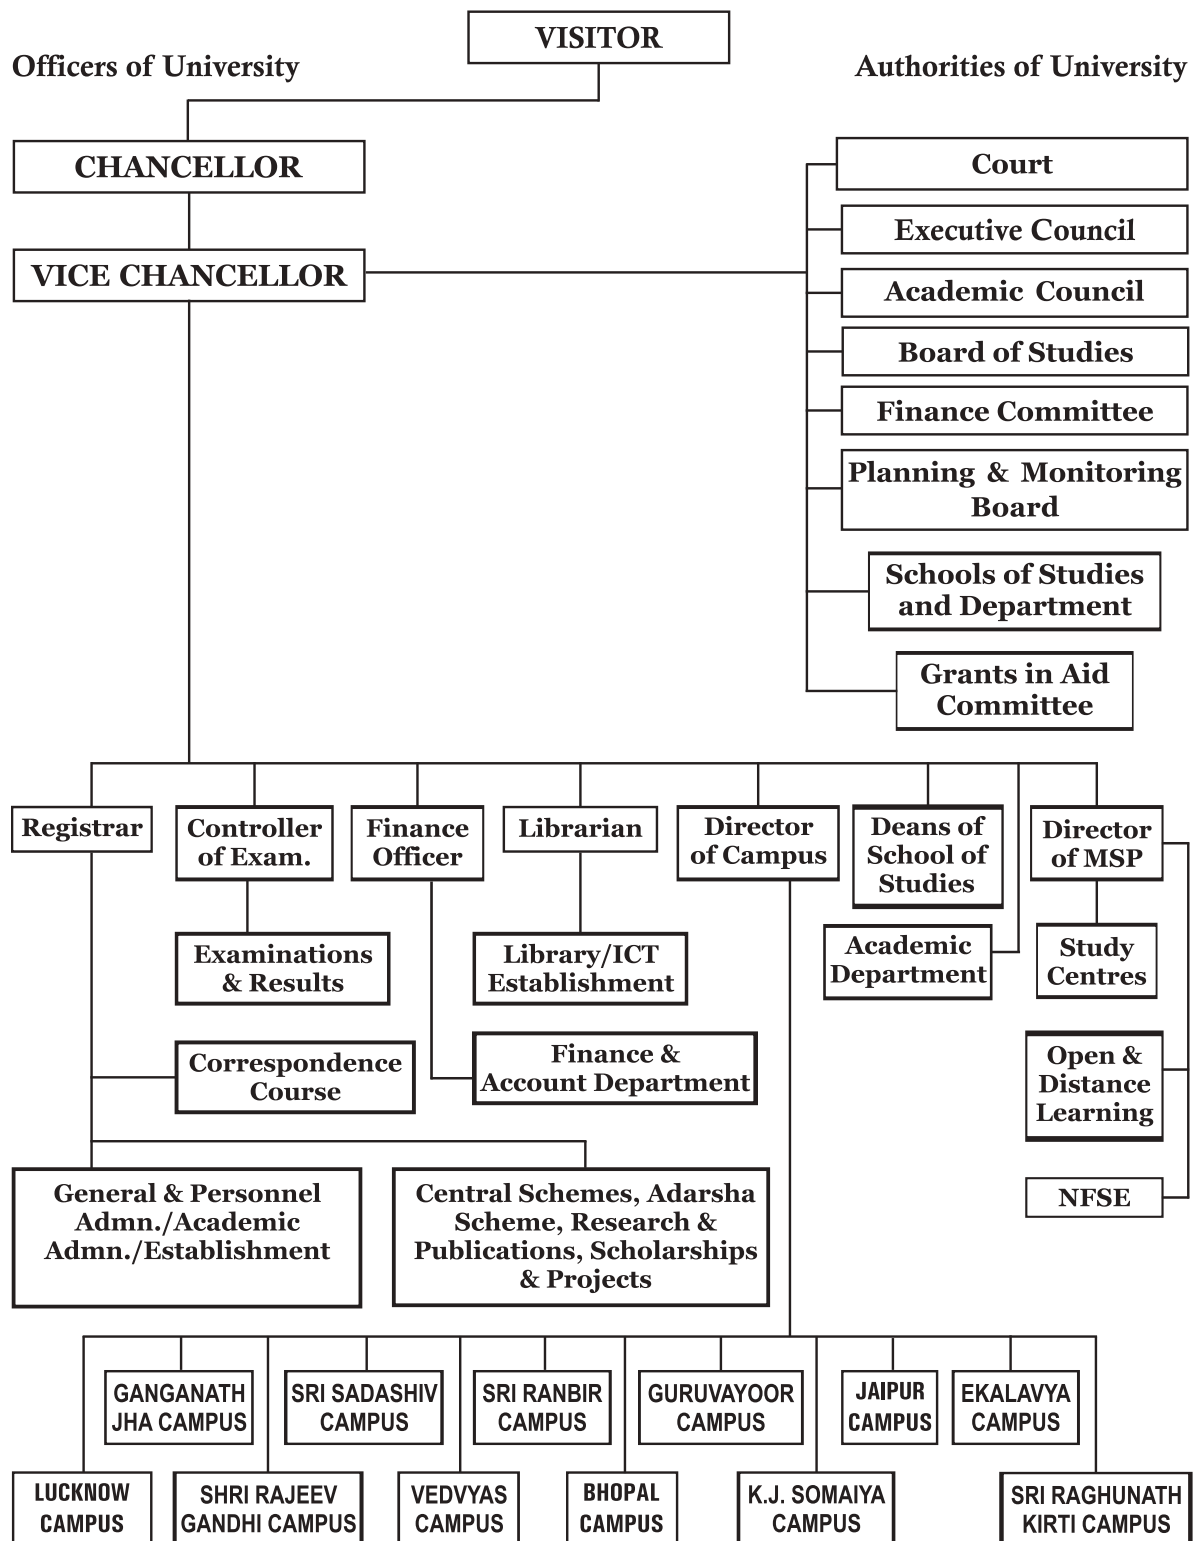 VISITOR
Officers of University
Authorities of University
CHANCELLOR
VICE CHANCELLOR
Court
Executive Council
Academic Council
Board of Studies
Finance Committee
Planning & Monitoring
Board
Schools of Studies
and Department
Grants in Aid
Committee
Registrar
Controller
of Exam.
Finance
Officer
Librarian
Director
of Campus
Deans of
School of
Studies
Director
of MSP
Examinations
& Results
Library/ICT
Establishment
Academic
Department
Study
Centres
Correspondence
Course
Finance &
Account Department
Open &
Distance
Learning
General & Personnel
Admn./Academic
Admn./Establishment
Central Schemes, Adarsha
Scheme, Research &
Publications, Scholarships
& Projects
NFSE
GANGANATH
JHA CAMPUS
SRI SADASHIV
CAMPUS
SRI RANBIR
CAMPUS
GURUVAYOOR
CAMPUS
JAIPUR
CAMPUS
EKALAVYA
CAMPUS
LUCKNOW
CAMPUS
SHRI RAJEEV
GANDHI CAMPUS
VEDVYAS
CAMPUS
BHOPAL
CAMPUS
K.J. SOMAIYA
CAMPUS
SRI RAGHUNATH
KIRTI CAMPUS